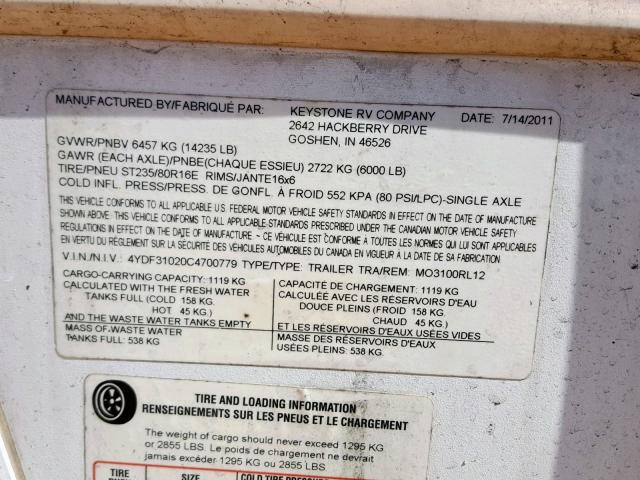 MANUFACTURED BY/FABRIQUÉ PAR: KEYSTONE RV COMPANY DATE: 7/14/2011
2642 HACKBERRY DRIVE
GOSHEN, IN 46526
GVWR/PNBV 6457 KG (14235 LB)
GAWR (EACH AXLE)/PNBE(CHAQUE ESSIEU) 2722 KG (6000 LB)
TIRE/PNEU ST235/80R16E RIMS/JANTE16x6
COLD INFL. PRESS/PRESS. DE GONFL. À FROID 552 KPA (80 PSI/LPC)-SINGLE AXLE
THIS VEHICLE CONFORMS TO ALL APPLICABLE U.S. FEDERAL MOTOR VEHICLE SAFETY STANDARDS IN EFFECT ON THE DATE OF MANUFACTURE
SHOWN ABOVE. THIS VEHICLE CONFORMS TO ALL APPLICABLE STANDARDS PRESCRIBED UNDER THE CANADIAN MOTOR VEHICLE SAFETY
REGULATIONS IN EFFECT ON THE DATE OF MANUFACTURE ~ CE VÉHICULE EST CONFORME A TOUTES LES NORMES QUI LUI SONT APPLICABLES
EN VERTU DU RÉGLEMENT SUR LA SÉCURITÉ DES VÉHICULES AUTOMOBILES DU CANADA EN VIGUEUR A LA DATE DE SA FABRICATION
V.I.N./N.I.V.: 4YDF31020C4700779 TYPE/TYPE: TRAILER TRA/REM: MO3100RL12
CARGO-CARRYING CAPACITY: 1119 KG
CALCULATED WITH THE FRESH WATER
TANKS FULL (COLD 158 KG.
HOT 45 KG.)
AND THE WASTE WATER TANKS EMPTY
MASS OF WASTE WATER
TANKS FULL: 538 KG
CAPACITÉ DE CHARGEMENT: 1119 KG
CALCULÉE AVEC LES RÉSERVOIRS D'EAU
DOUCE PLEINS (FROID 158 KG.
CHAUD 45 KG.)
ET LES RÉSERVOIRS D'EAUX USÉES VIDES
MASSE DES RÉSERVOIRS D'EAUX
USÉES PLEINS: 538 KG
TIRE AND LOADING INFORMATION
RENSEIGNEMENTS SUR LES PNEUS ET LE CHARGEMENT
The weight of cargo should never exceed 1295 KG
or 2855 LBS. Le poids de chargement ne devrait
jamais excéder 1295 KG ou 2855 LBS.
TIRE SIZE